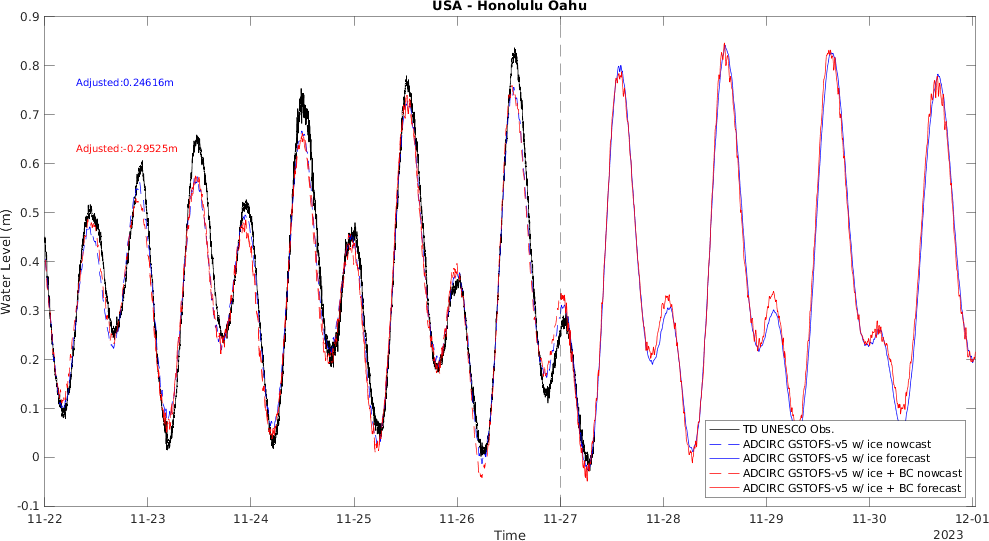 USA - Honolulu Oahu
0.9
0.8
0.7
0.6
0.5
0.4
0.3
0.2
0.1
0
-0.1
Water Level (m)
Adjusted:0.24616m
Adjusted:-0.29525m
TD UNESCO Obs.
ADCIRC GSTOFS-v5 w/ ice nowcast
ADCIRC GSTOFS-v5 w/ ice forecast
ADCIRC GSTOFS-v5 w/ ice + BC nowcast
ADCIRC GSTOFS-v5 w/ ice + BC forecast
11-22 11-23 11-24 11-25 11-26 11-27 11-28 11-29 11-30 12-01
Time
2023